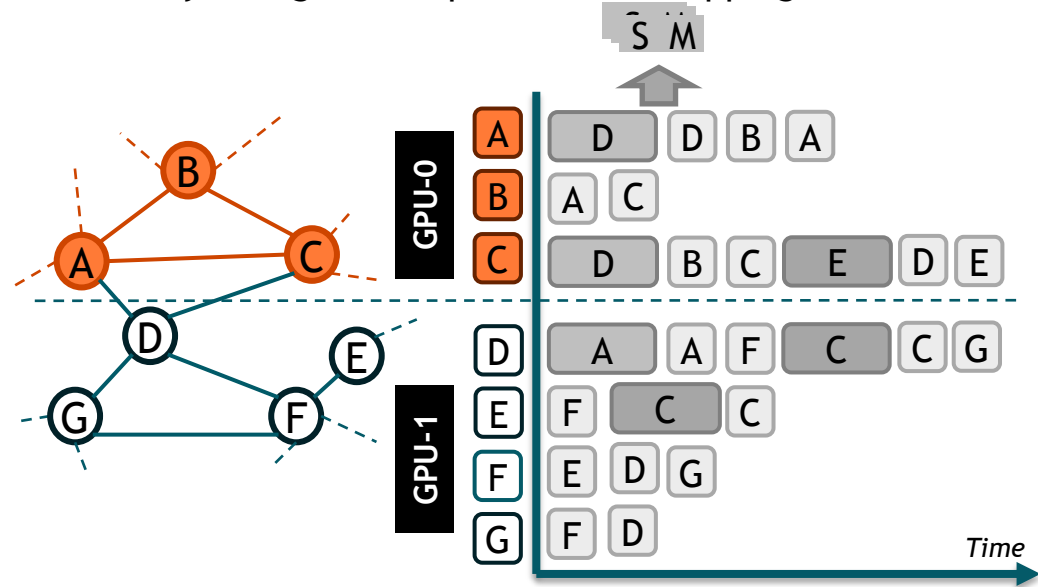 S M
B
A
C
D
E
G
F
GPU-0
A D D B A
B A C
C D B C E D E
GPU-1
D A A F C C G
E F C C
F E D G
G F D
Time